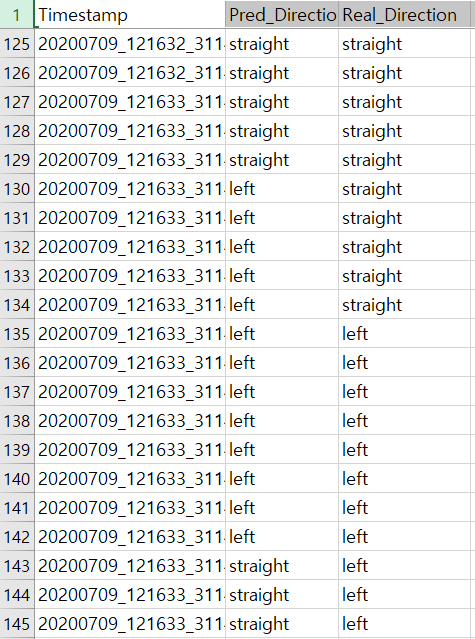 1 Timestamp Pred_Directio Real_Direction
125 20200709_121632_311 straight straight
126 20200709_121632_311 straight straight
127 20200709_121633_311 straight straight
128 20200709_121633_311 straight straight
129 20200709_121633_311 straight straight
130 20200709_121633_311 left straight
131 20200709_121633_311 left straight
132 20200709_121633_311 left straight
133 20200709_121633_311 left straight
134 20200709_121633_311 left straight
135 20200709_121633_311 left left
136 20200709_121633_311 left left
137 20200709_121633_311 left left
138 20200709_121633_311 left left
139 20200709_121633_311 left left
140 20200709_121633_311 left left
141 20200709_121633_311 left left
142 20200709_121633_311 left left
143 20200709_121633_311 straight left
144 20200709_121633_311 straight left
145 20200709_121633_311 straight left